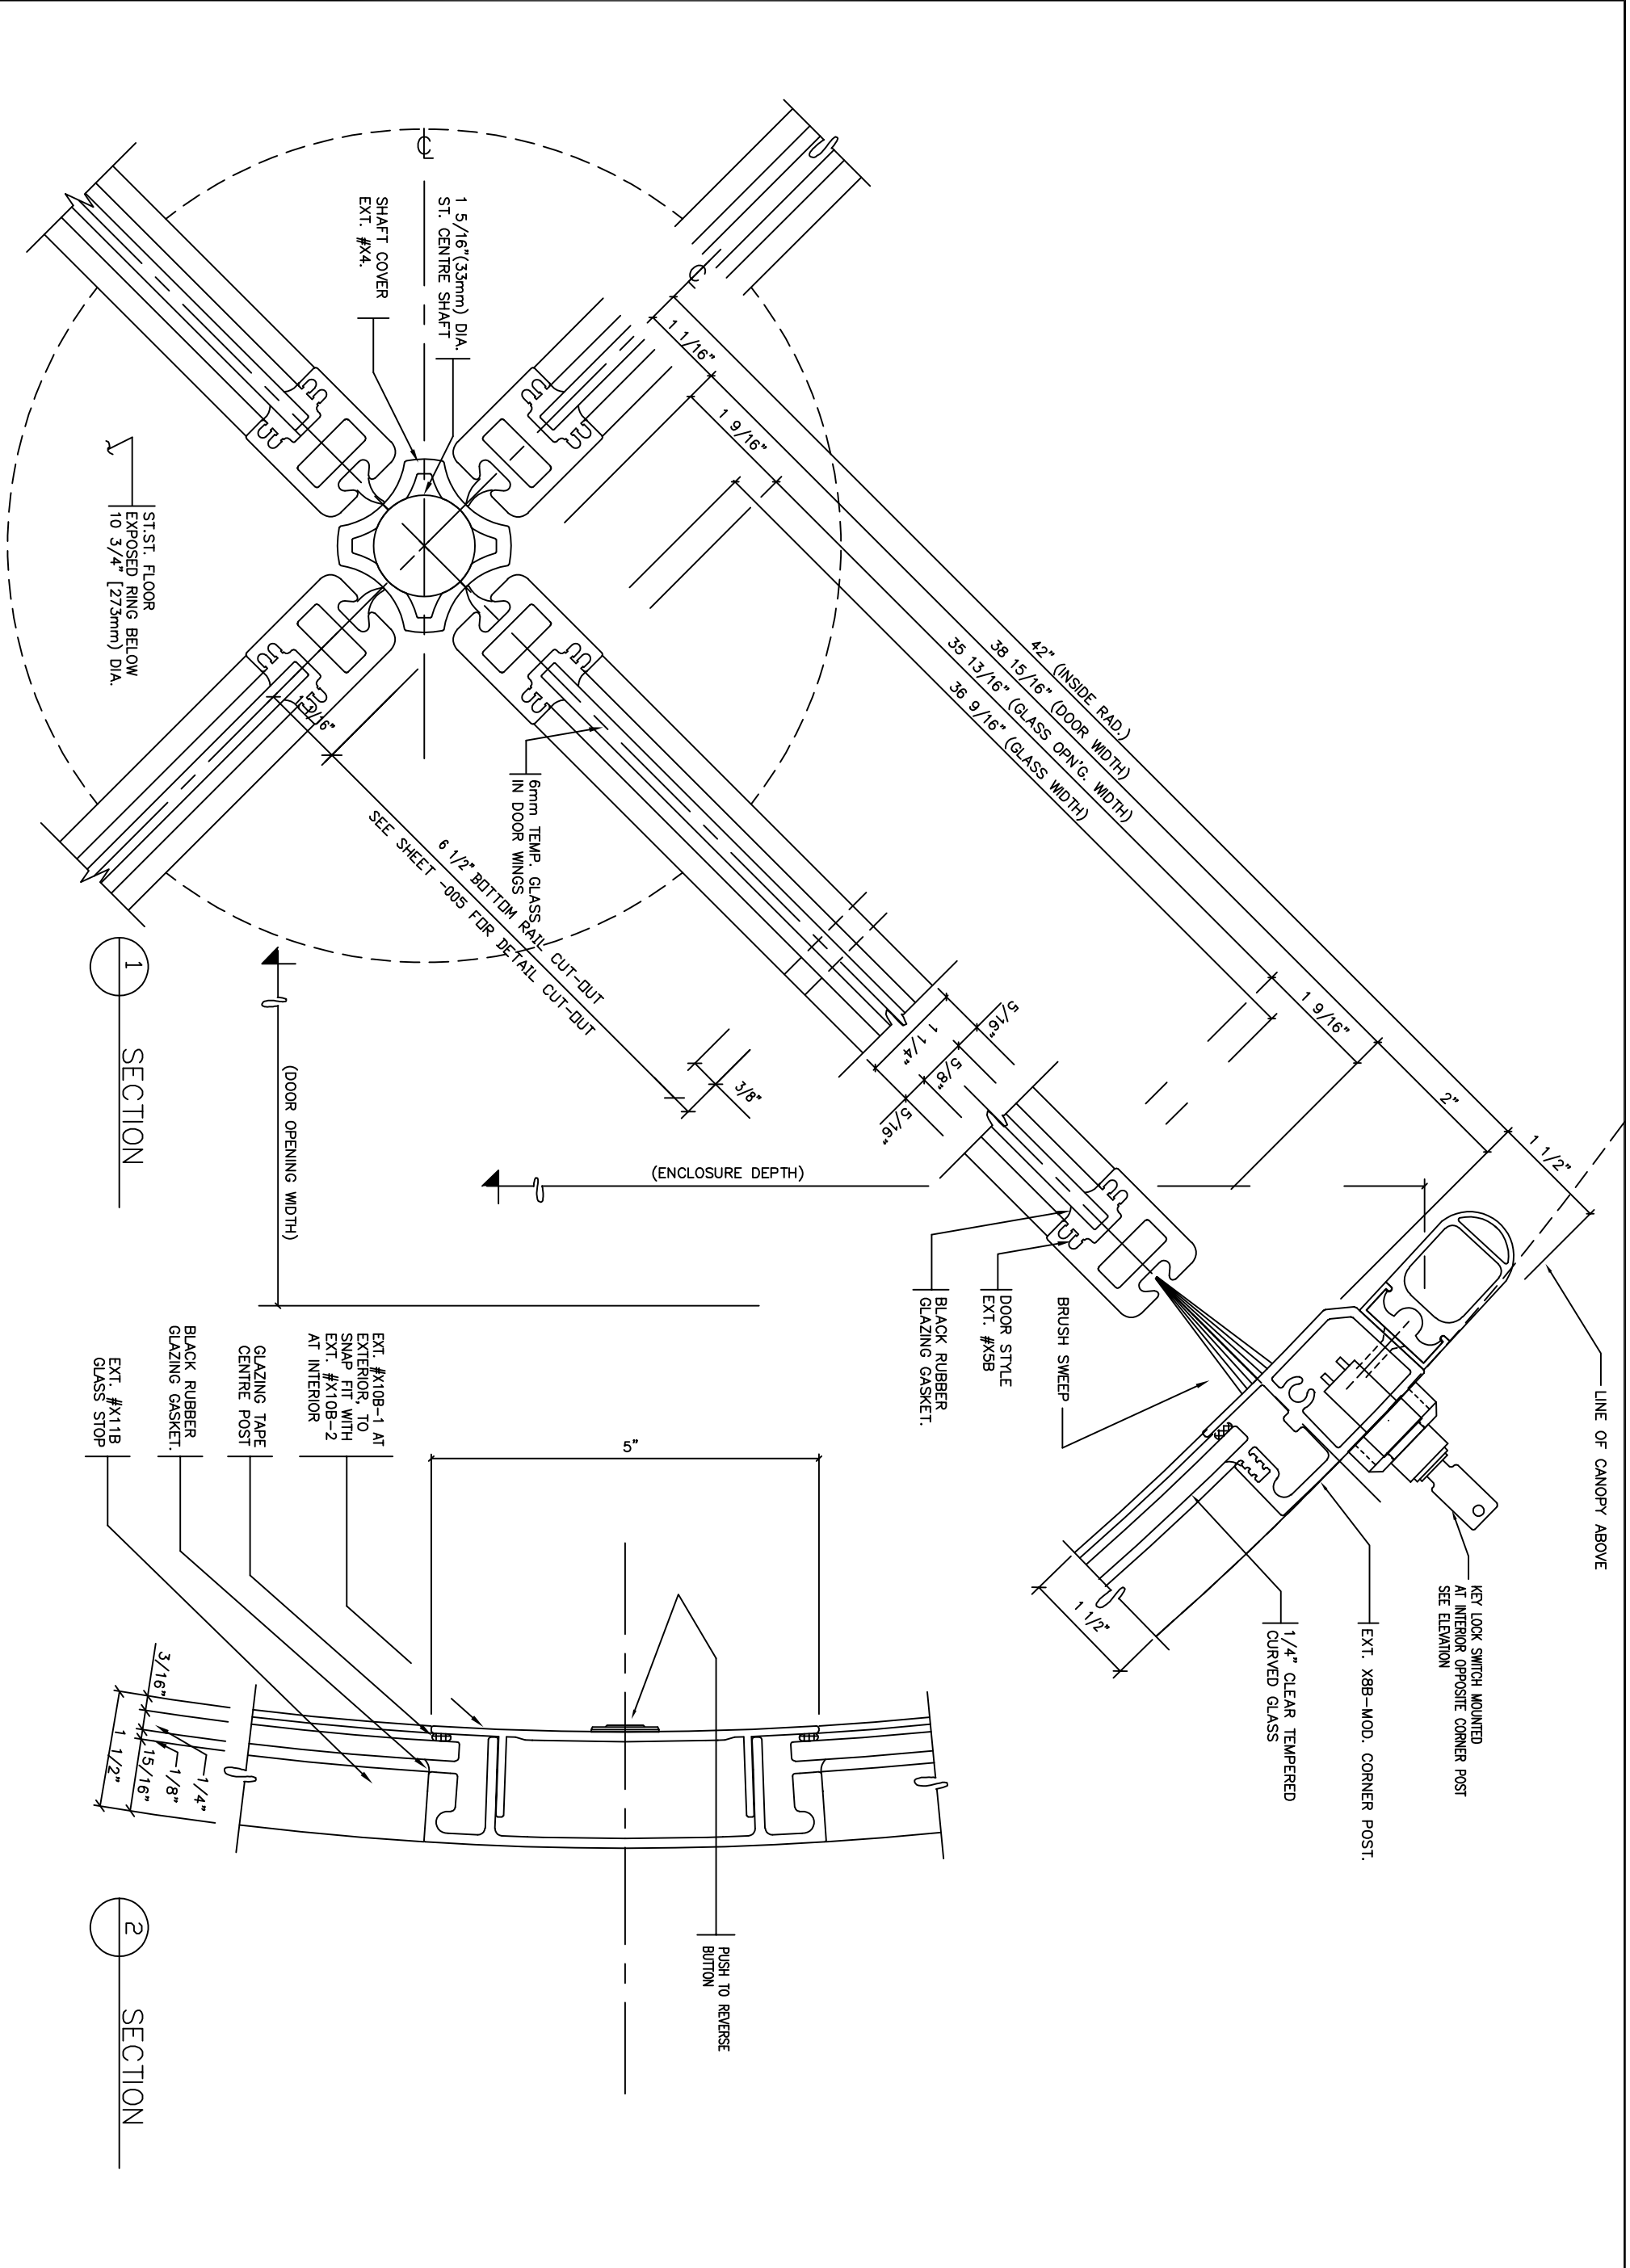 LINE OF CANOPY ABOVE
KEY LOCK SWITCH MOUNTED
AT INTERIOR OPPOSITE CORNER POST
SEE ELEVATION
EXT. X8B-MOD. CORNER POST.
1/4" CLEAR TEMPERED
CURVED GLASS
BRUSH SWEEP
DOOR STYLE
EXT. #X5B
BLACK RUBBER
GLAZING GASKET.
1 1/2"
2"
1 9/16"
42" (INSIDE RAD.)
38 15/16" (DOOR WIDTH)
35 13/16" (GLASS OPN'G. WIDTH)
36 9/16" (GLASS WIDTH)
1 9/16"
1 1/16"
1 1/2"
5/16"
1 1/4"
5/8"
5/16"
℄
℄
1 5/16"(33mm) DIA.
ST. CENTRE SHAFT
SHAFT COVER
EXT. #X4.
6mm TEMP. GLASS
IN DOOR WINGS
6 1/2" BOTTOM RAIL CUT-OUT
SEE SHEET -005 FOR DETAIL CUT-OUT
3/8"
ST.ST. FLOOR
EXPOSED RING BELOW
10 3/4" [273mm) DIA.
(ENCLOSURE DEPTH)
(DOOR OPENING WIDTH)
1
SECTION
5"
EXT. #X10B-1 AT
EXTERIOR, TO
SNAP FIT WITH
EXT. #X10B-2
AT INTERIOR
GLAZING TAPE
CENTRE POST
BLACK RUBBER
GLAZING GASKET.
EXT. #X11B
GLASS STOP
PUSH TO REVERSE
BUTTON
3/16"
1/4"
1/8"
15/16"
1 1/2"
2
SECTION